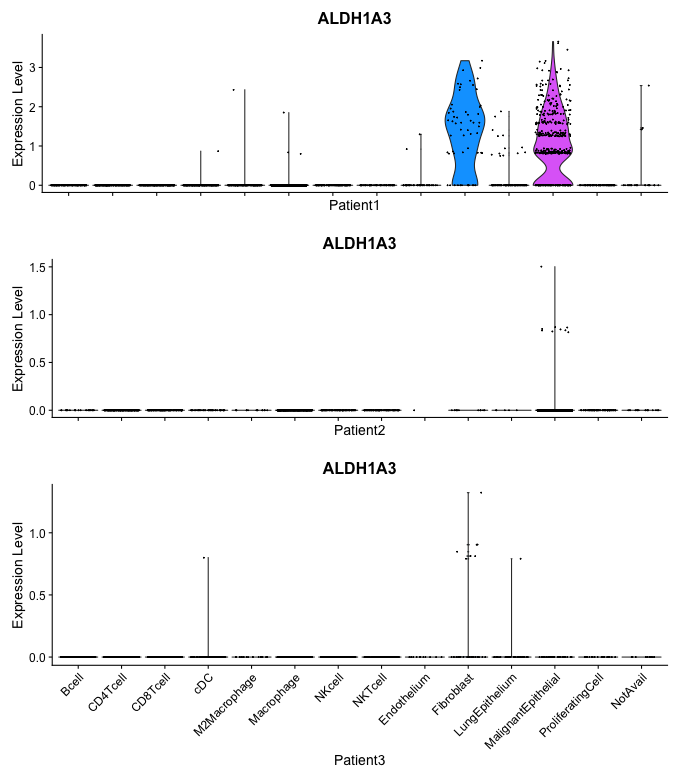 ALDH1A3
Expression Level
3
2
1
0
Patient1
ALDH1A3
Expression Level
1.5
1.0
0.5
0.0
Patient2
ALDH1A3
Expression Level
1.0
0.5
0.0
Bcell
CD4Tcell
CD8Tcell
cDC
M2Macrophage
Macrophage
NKcell
NKTcell
Endothelium
Fibroblast
LungEpithelium
MalignantEpithelial
ProliferatingCell
NotAvail
Patient3